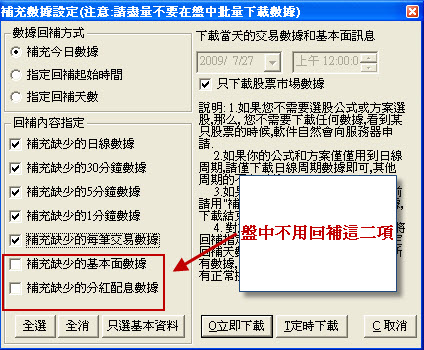 補充數據設定(注意:請盡量不要在盤中批量下載數據)
數據回補方式
補充今日數據
指定回補起始時間
指定回補天數
回補內容指定
補充缺少的日線數據
補充缺少的30分鐘數據
補充缺少的5分鐘數據
補充缺少的1分鐘數據
補充缺少的每筆交易數據
補充缺少的基本面數據
補充缺少的分紅配息數據
全選
全消
只選基本資料
下載當天的交易數據和基本面訊息
2009/ 7/27
上午 12:00:0
只下載股票市場數據
說明: 1.如果您不需要選股公式或方案選
股,那么, 您不需要下載任何數據,看到某
只股票的時候,軟件自然會向服務器申
請.
2.如果你的公式和方案僅僅用到日線
周期,請僅下載日線周期數據即可,其他
周期的不
3.如果
前
請用"補
下載結束
4. 對
將
回補指定
回補天數
所
有數據,
有正常接
盤中不用回補這二項
O立即下載
T定時下載
C 取消